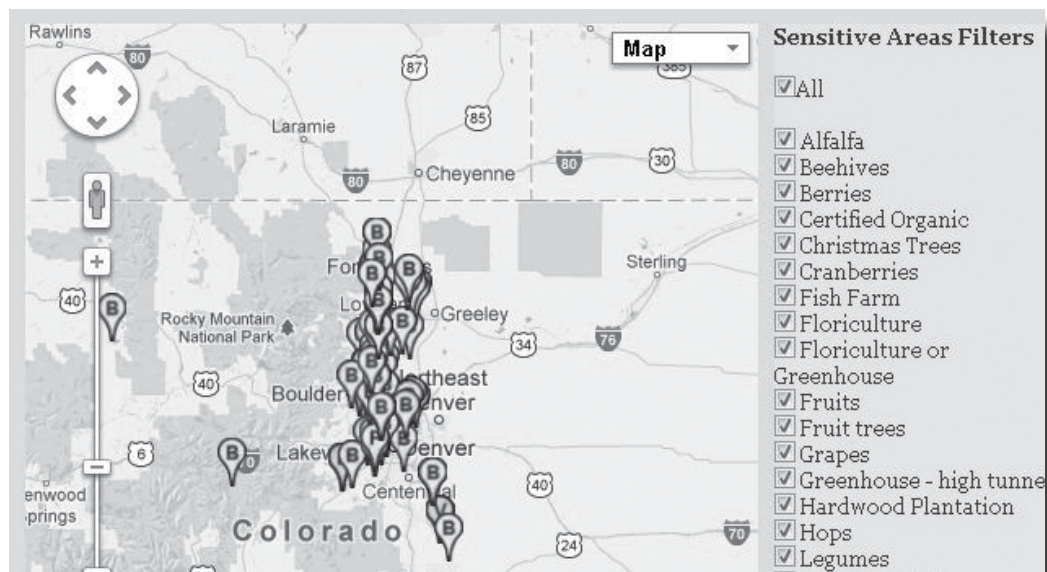 Rawlins
80
Map
87
385
85
Laramie
80
80
30
Cheyenne
B
B
B
B
Sterling
40
B
B
Greeley
B
Rocky Mountain
National Park
34
76
40
B
B
Boulder
B
B
6
B
B
B
B
Denver
B
Centennial
40
B
Colorado
24
70
Sensitive Areas Filters
All
Alfalfa
Beehives
Berries
Certified Organic
Christmas Trees
Cranberries
Fish Farm
Floriculture
Floriculture or
Greenhouse
Fruits
Fruit trees
Grapes
Greenhouse - high tunne
Hardwood Plantation
Hops
Legumes